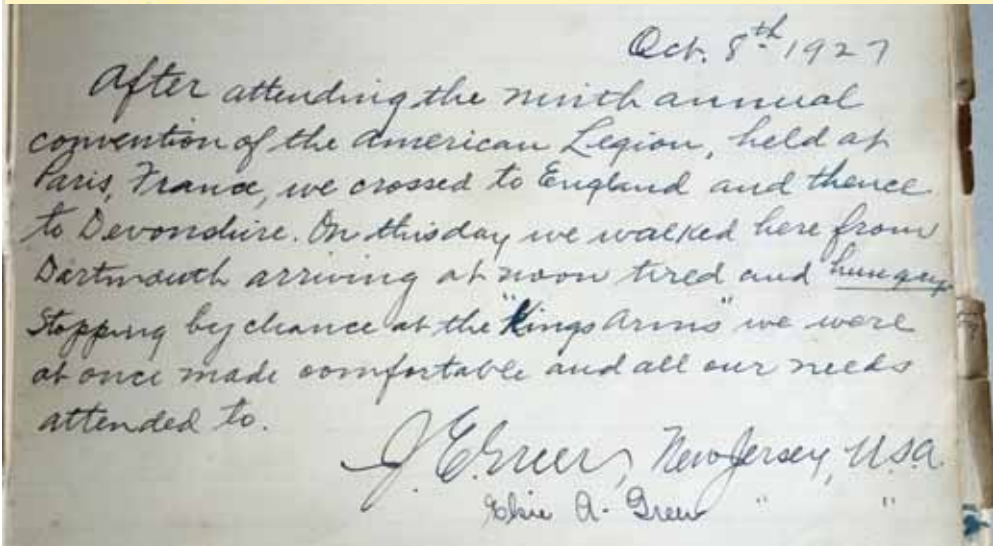 Oct. 8th 1927
After attending the ninth annual
convention of the American Legion, held at
Paris, France, we crossed to England and thence
to Devonshire. On this day we walked here from
Dartmouth arriving at noon tired and hungry.
Stopping by chance at the "Kings Arms" we were
at once made comfortable and all our needs
attended to.
J. E. Greer, New Jersey, U.S.A.
Elsie A. Greer " "